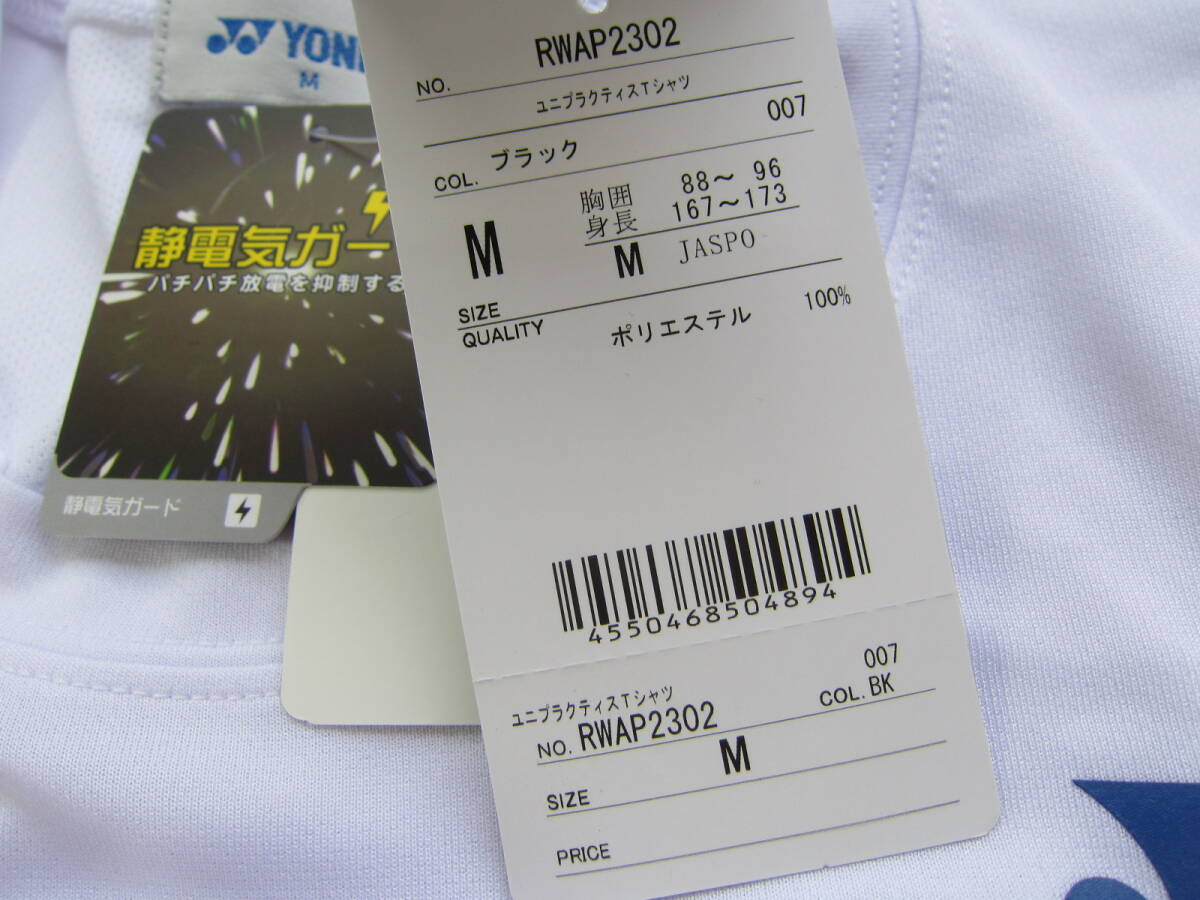 YON
M
静電気ガー
パチパチ放電を抑制する
静電気ガード
NO. RWAP2302
ユニプラクティスTシャツ
007
COL. ブラック
胸囲 88～ 96
身長 167～173
M M JASPO
SIZE
QUALITY ポリエステル 100%
4550468504894
ユニプラクティスTシャツ 007
NO. RWAP2302 COL. BK
M
SIZE
PRICE